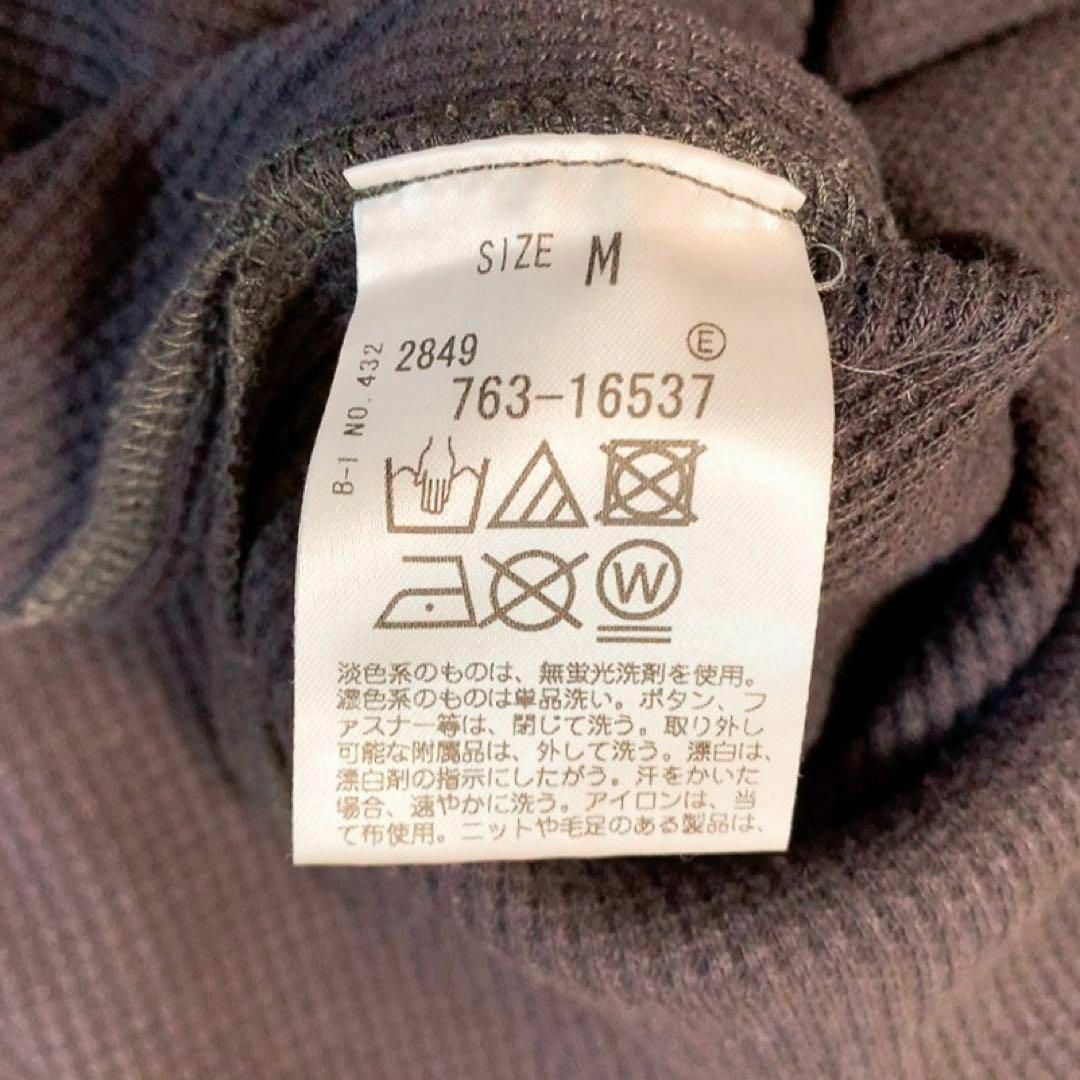 SIZE M
B-1 NO.432
2849 Ⓔ
763-16537
W
淡色系のものは、無蛍光洗剤を使用。
濃色系のものは単品洗い。ボタン、フ
ァスナー等は、閉じて洗う。取り外し
可能な附属品は、外して洗う。漂白は、
漂白剤の指示にしたがう。汗をかいた
場合、速やかに洗う。アイロンは、当
て布使用。ニットや毛足のある製品は、